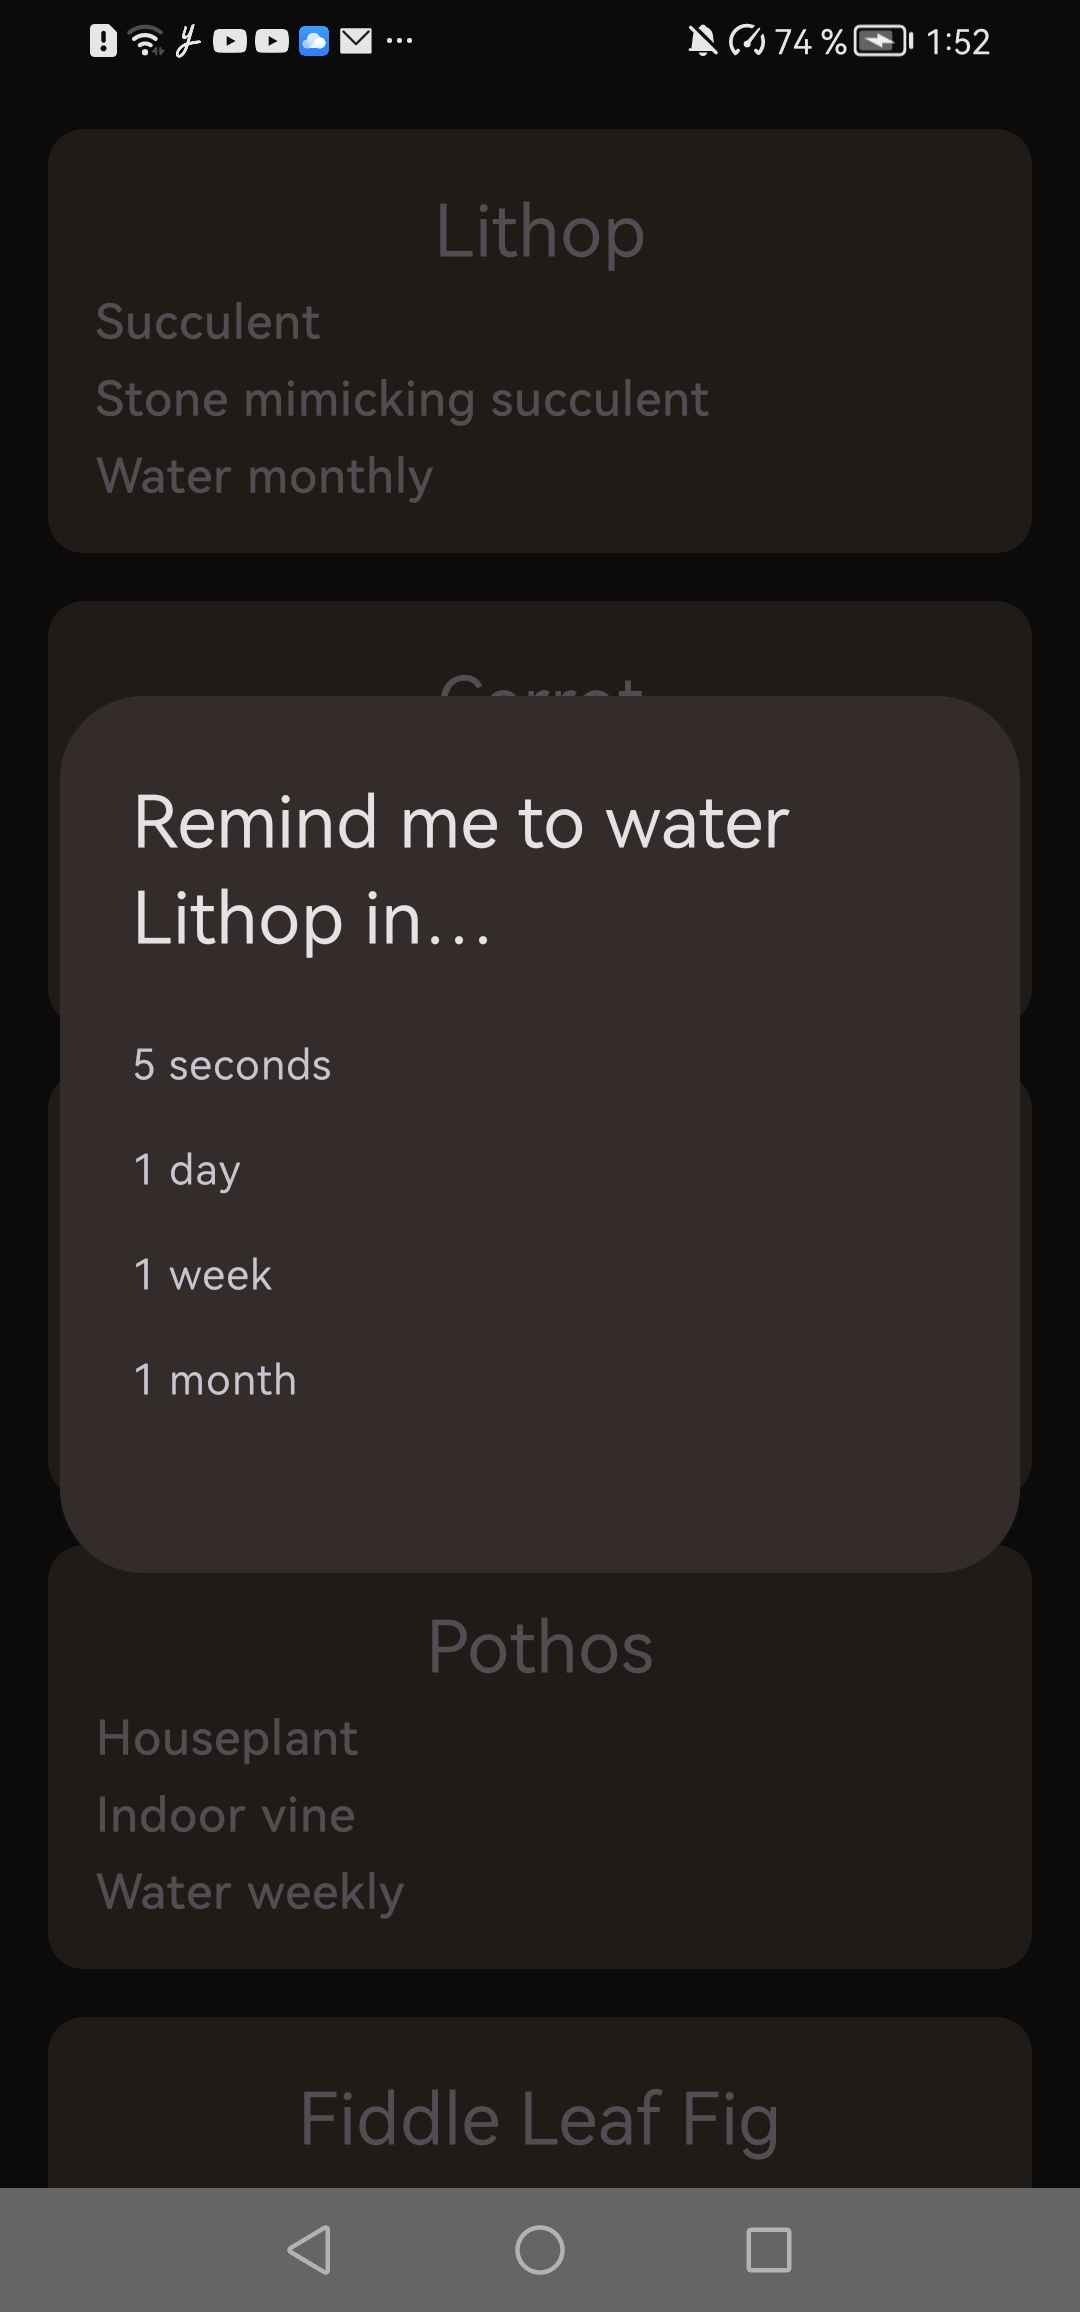 74 % 1:52
Lithop
Succulent
Stone mimicking succulent
Water monthly
Carrot
Remind me to water
Lithop in...
5 seconds
1 day
1 week
1 month
Pothos
Houseplant
Indoor vine
Water weekly
Fiddle Leaf Fig